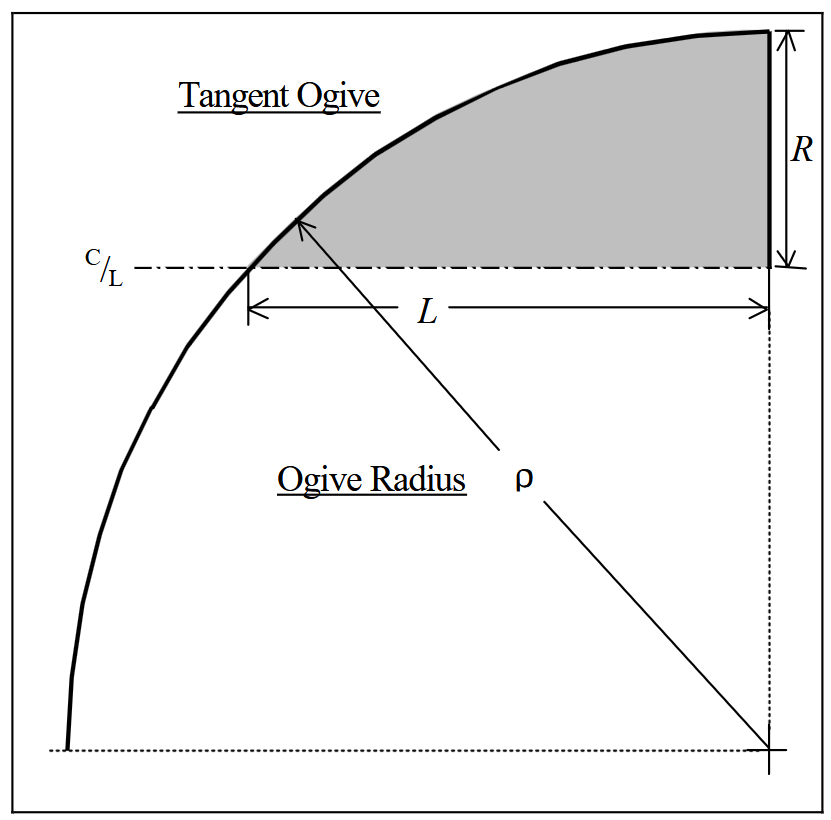 Tangent Ogive
R
C/L
L
Ogive Radius
ρ